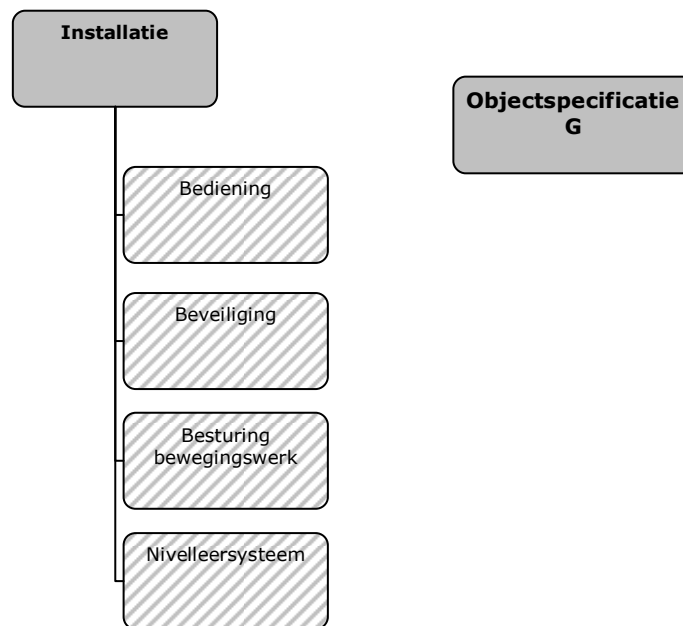 Installatie
Objectspecificatie
G
Bediening
Beveiliging
Besturing
bewegingswerk
Nivelleersysteem